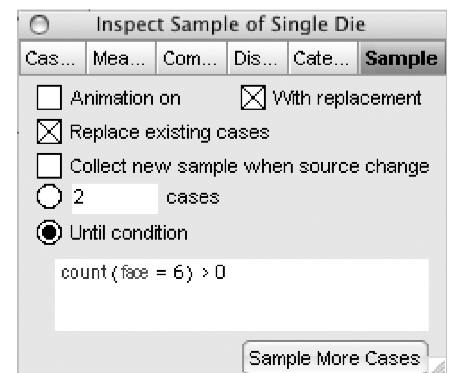 Inspect Sample of Single Die
Cas... Mea... Com... Dis... Cate... Sample
Animation on With replacement
Replace existing cases
Collect new sample when source change
2 cases
Until condition
count(face = 6) > 0
Sample More Cases